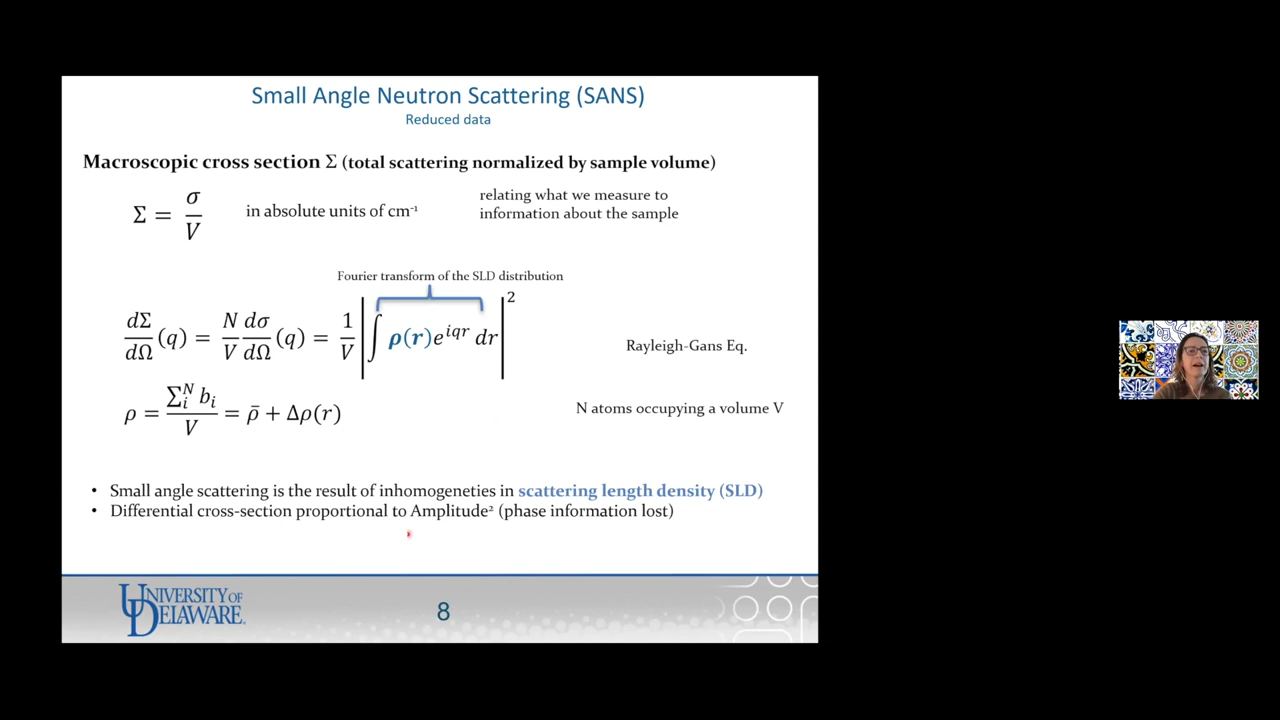 Small Angle Neutron Scattering (SANS)
Reduced data
Macroscopic cross section Σ (total scattering normalized by sample volume)
Σ = σ/V
in absolute units of cm⁻¹
relating what we measure to
information about the sample
Fourier transform of the SLD distribution
dΣ/dΩ (q) = N/V dσ/dΩ (q) = 1/V |∫ ρ(r)e^{iqr} dr|²
Rayleigh-Gans Eq.
ρ = Σ_i^N b_i / V = ρ̄ + Δρ(r)
N atoms occupying a volume V
• Small angle scattering is the result of inhomogeneties in scattering length density (SLD)
• Differential cross-section proportional to Amplitude² (phase information lost)
UNIVERSITY OF
DELAWARE.
8